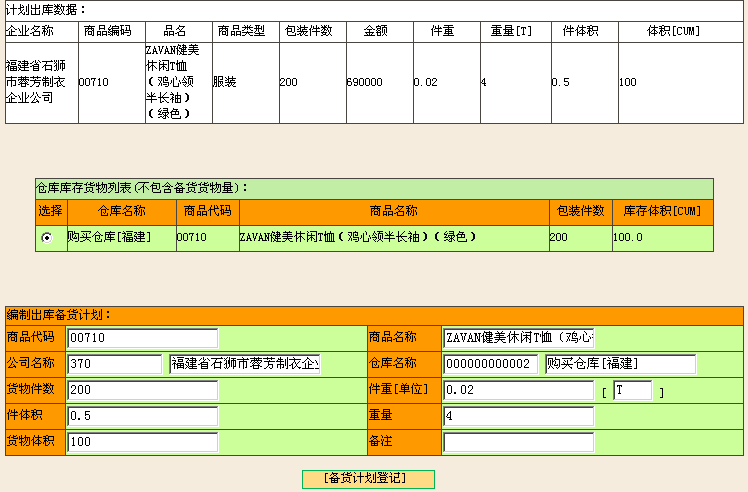 计划出库数据：
企业名称 商品编码 品名 商品类型 包装件数 金额 件重 重量[T] 件体积 体积[CUM]
福建省石狮市蓉芳制衣企业公司 00710 ZAVAN健美休闲T恤（鸡心领半长袖）（绿色） 服装 200 690000 0.02 4 0.5 100
仓库库存货物列表(不包含备货货物量)：
选择 仓库名称 商品代码 商品名称 包装件数 库存体积[CUM]
购买仓库[福建] 00710 ZAVAN健美休闲T恤（鸡心领半长袖）（绿色） 200 100.0
编制出库备货计划：
商品代码 00710 商品名称 ZAVAN健美休闲T恤（鸡心
公司名称 370 福建省石狮市蓉芳制衣企 仓库名称 000000000002 购买仓库[福建]
货物件数 200 件重[单位] 0.02 [ T ]
件体积 0.5 重量 4
货物体积 100 备注
[备货计划登记]